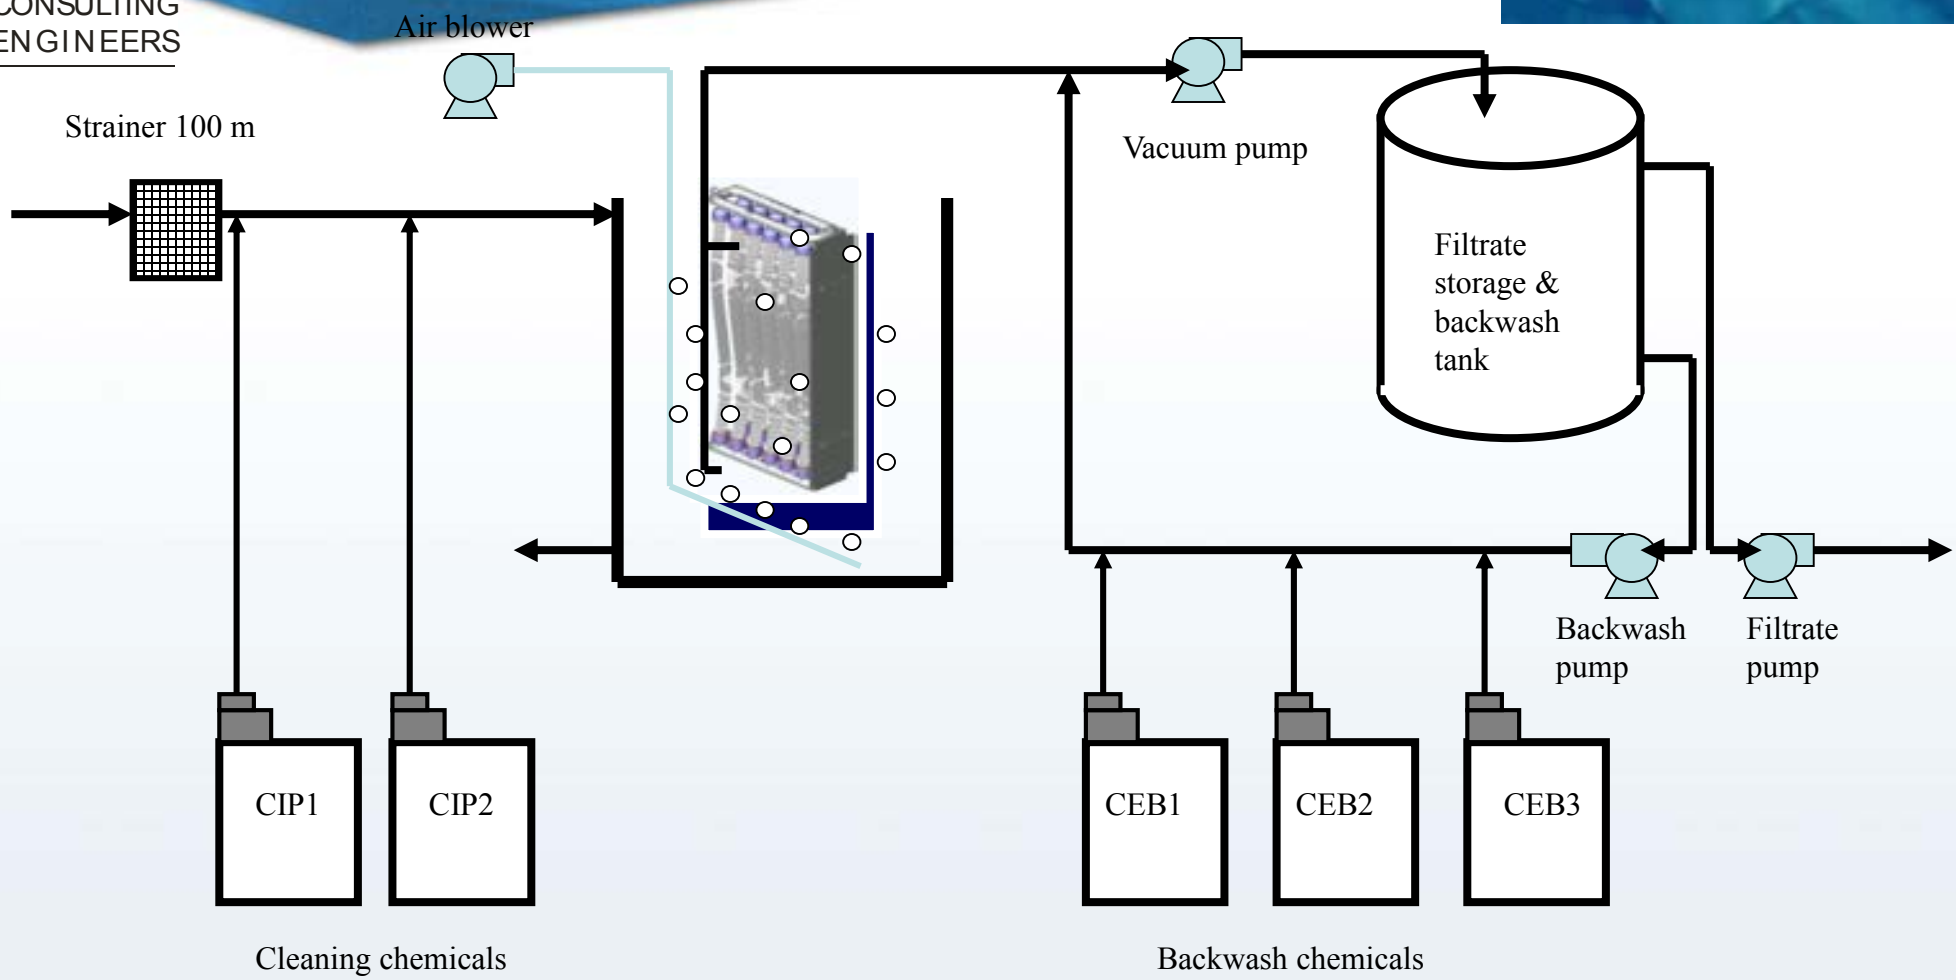 CONSULTING
ENGINEERS
Air blower
Strainer 100 m
Vacuum pump
Filtrate
storage &
backwash
tank
Backwash
pump
Filtrate
pump
CIP1
CIP2
CEB1
CEB2
CEB3
Cleaning chemicals
Backwash chemicals